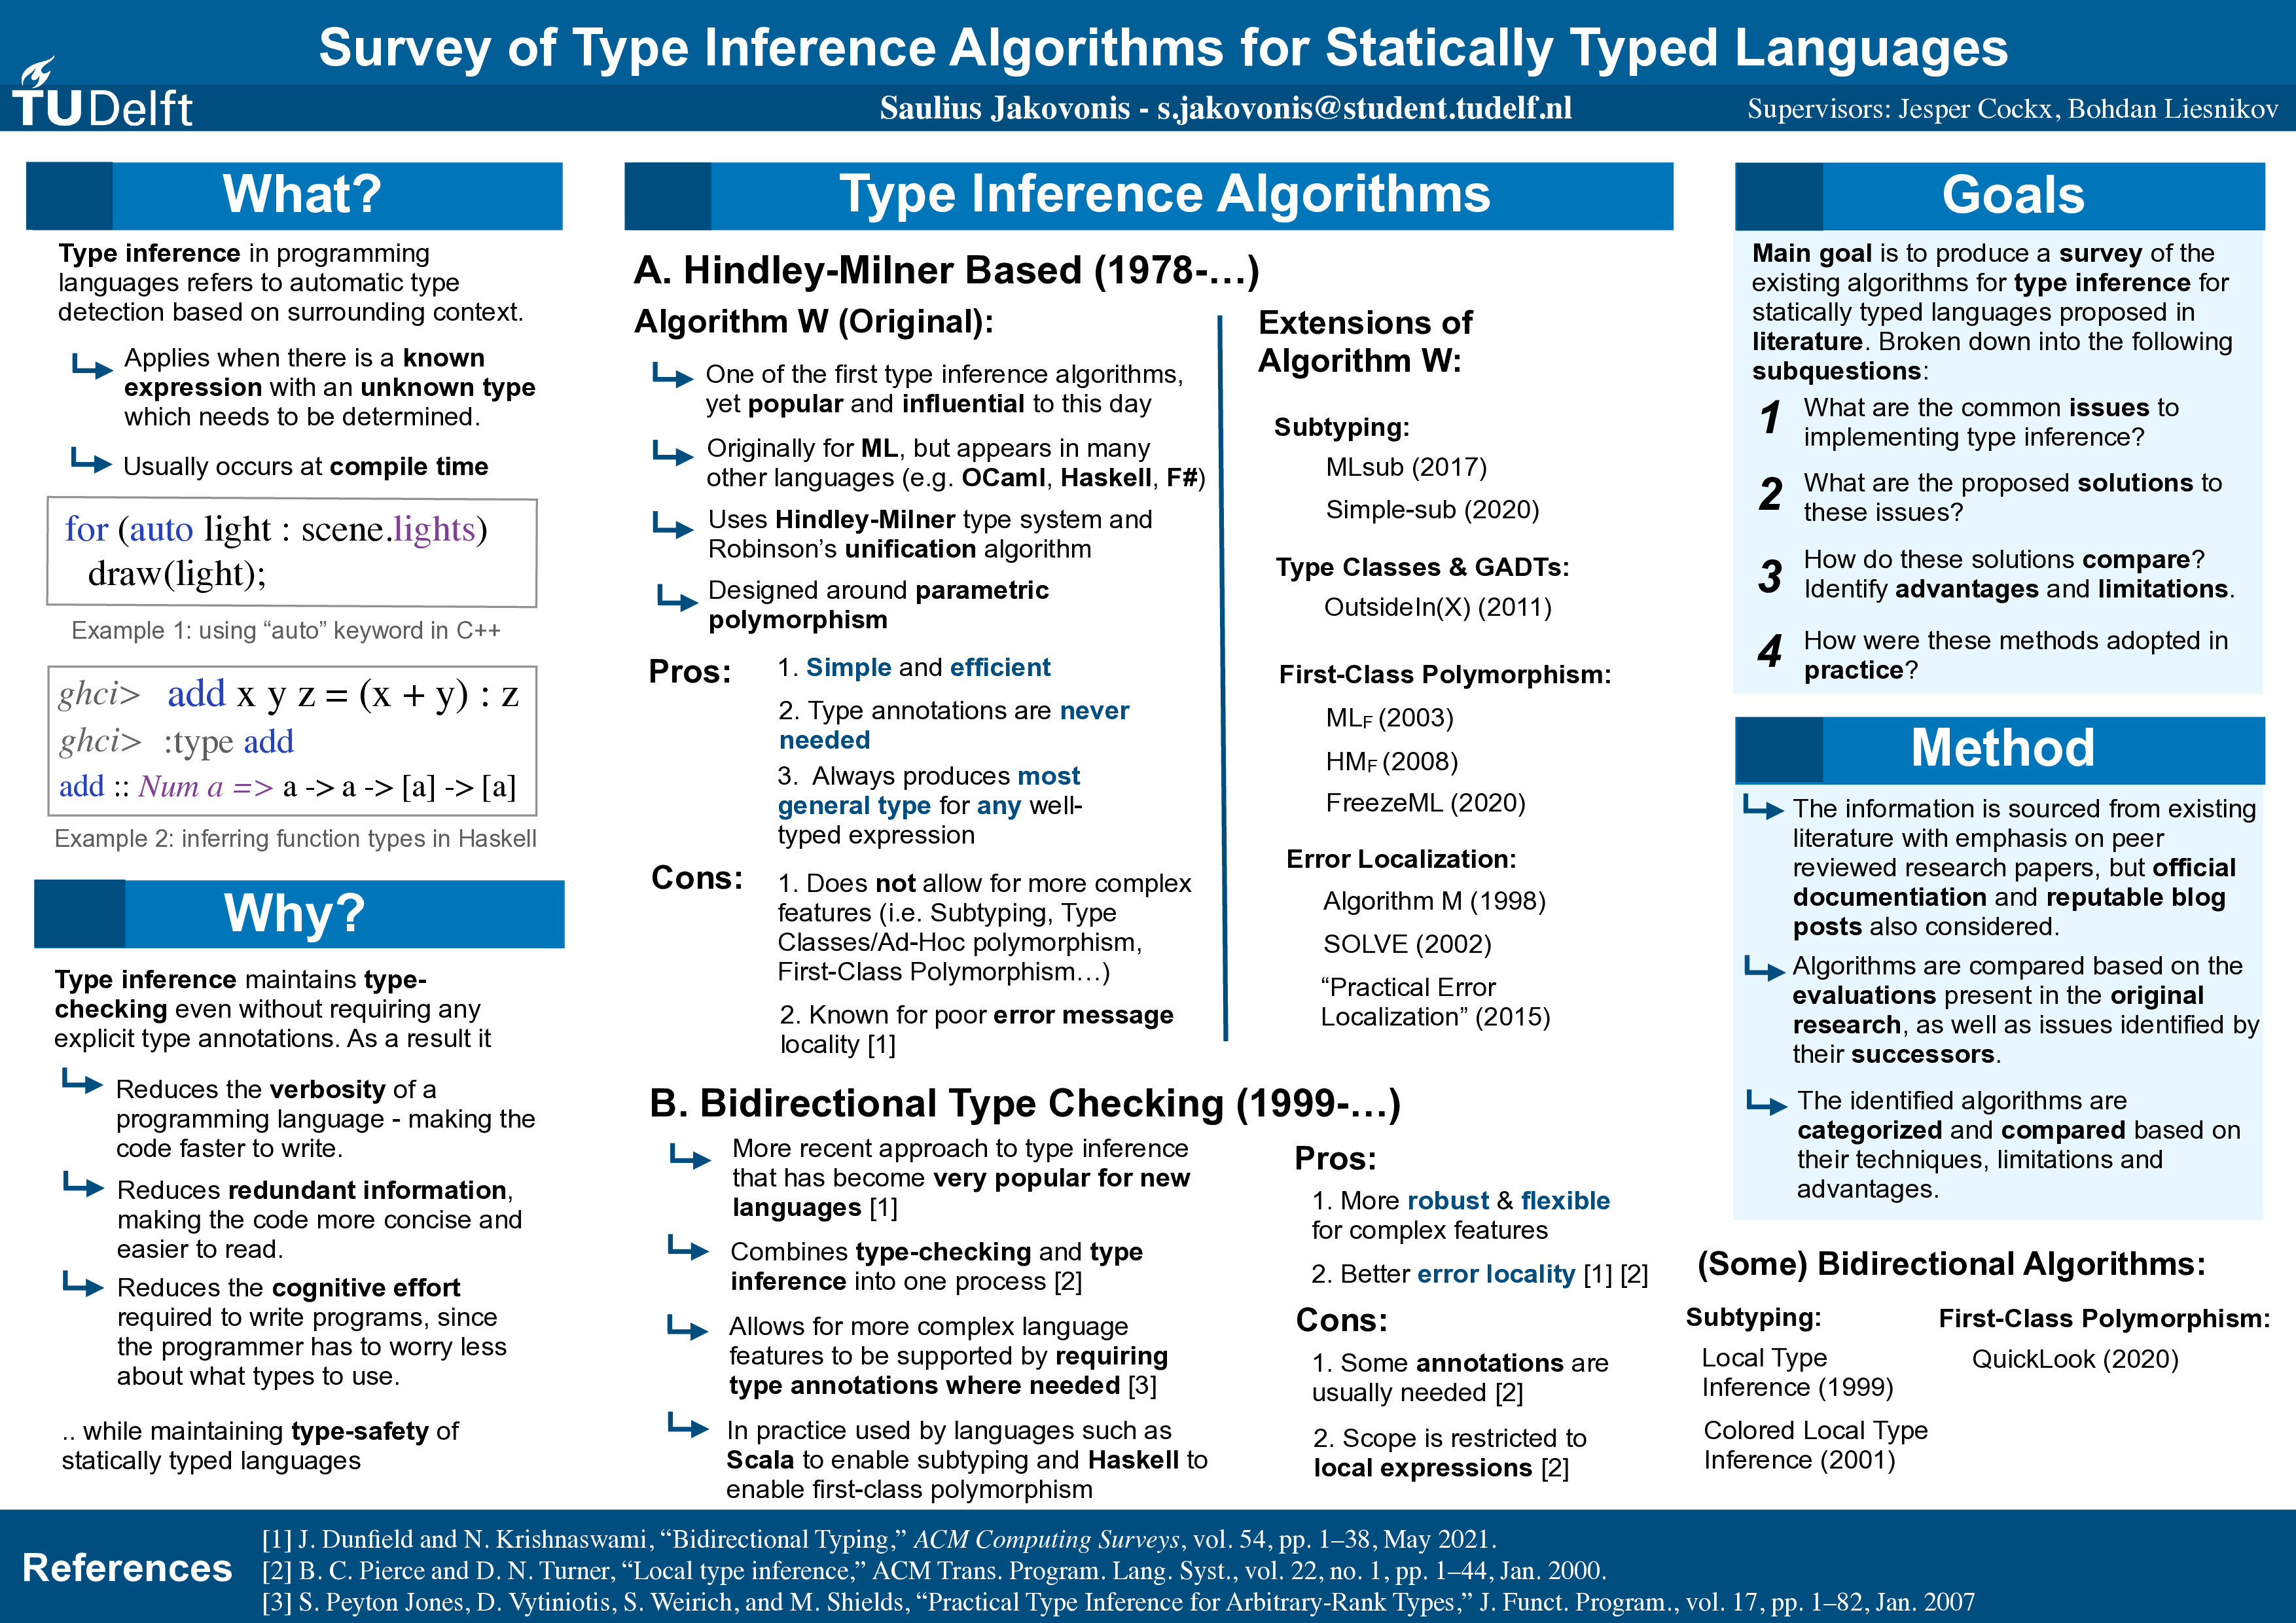 Survey of Type Inference Algorithms for Statically Typed Languages
TU Delft
Saulius Jakovonis - s.jakovonis@student.tudelf.nl
Supervisors: Jesper Cockx, Bohdan Liesnikov
What?
Type inference in programming
languages refers to automatic type
detection based on surrounding context.
Applies when there is a known
expression with an unknown type
which needs to be determined.
Usually occurs at compile time
for (auto light : scene.lights)
draw(light);
Example 1: using “auto” keyword in C++
ghci> add x y z = (x + y) : z
ghci> :type add
add :: Num a => a -> a -> [a] -> [a]
Example 2: inferring function types in Haskell
Why?
Type inference maintains type-
checking even without requiring any
explicit type annotations. As a result it
Reduces the verbosity of a
programming language - making the
code faster to write.
Reduces redundant information,
making the code more concise and
easier to read.
Reduces the cognitive effort
required to write programs, since
the programmer has to worry less
about what types to use.
.. while maintaining type-safety of
statically typed languages
Type Inference Algorithms
A. Hindley-Milner Based (1978-…)
Algorithm W (Original):
One of the first type inference algorithms,
yet popular and influential to this day
Originally for ML, but appears in many
other languages (e.g. OCaml, Haskell, F#)
Uses Hindley-Milner type system and
Robinson’s unification algorithm
Designed around parametric
polymorphism
Pros:
1. Simple and efficient
2. Type annotations are never
needed
3. Always produces most
general type for any well-
typed expression
Cons:
1. Does not allow for more complex
features (i.e. Subtyping, Type
Classes/Ad-Hoc polymorphism,
First-Class Polymorphism…)
2. Known for poor error message
locality [1]
Extensions of
Algorithm W:
Subtyping:
MLsub (2017)
Simple-sub (2020)
Type Classes & GADTs:
OutsideIn(X) (2011)
First-Class Polymorphism:
MLF (2003)
HMF (2008)
FreezeML (2020)
Error Localization:
Algorithm M (1998)
SOLVE (2002)
“Practical Error
Localization” (2015)
B. Bidirectional Type Checking (1999-…)
More recent approach to type inference
that has become very popular for new
languages [1]
Combines type-checking and type
inference into one process [2]
Allows for more complex language
features to be supported by requiring
type annotations where needed [3]
In practice used by languages such as
Scala to enable subtyping and Haskell to
enable first-class polymorphism
Pros:
1. More robust & flexible
for complex features
2. Better error locality [1] [2]
Cons:
1. Some annotations are
usually needed [2]
2. Scope is restricted to
local expressions [2]
Goals
Main goal is to produce a survey of the
existing algorithms for type inference for
statically typed languages proposed in
literature. Broken down into the following
subquestions:
1 What are the common issues to
implementing type inference?
2 What are the proposed solutions to
these issues?
3 How do these solutions compare?
Identify advantages and limitations.
4 How were these methods adopted in
practice?
Method
The information is sourced from existing
literature with emphasis on peer
reviewed research papers, but official
documentiation and reputable blog
posts also considered.
Algorithms are compared based on the
evaluations present in the original
research, as well as issues identified by
their successors.
The identified algorithms are
categorized and compared based on
their techniques, limitations and
advantages.
(Some) Bidirectional Algorithms:
Subtyping:
Local Type
Inference (1999)
Colored Local Type
Inference (2001)
First-Class Polymorphism:
QuickLook (2020)
References
[1] J. Dunfield and N. Krishnaswami, “Bidirectional Typing,” ACM Computing Surveys, vol. 54, pp. 1–38, May 2021.
[2] B. C. Pierce and D. N. Turner, “Local type inference,” ACM Trans. Program. Lang. Syst., vol. 22, no. 1, pp. 1–44, Jan. 2000.
[3] S. Peyton Jones, D. Vytiniotis, S. Weirich, and M. Shields, “Practical Type Inference for Arbitrary-Rank Types,” J. Funct. Program., vol. 17, pp. 1–82, Jan. 2007